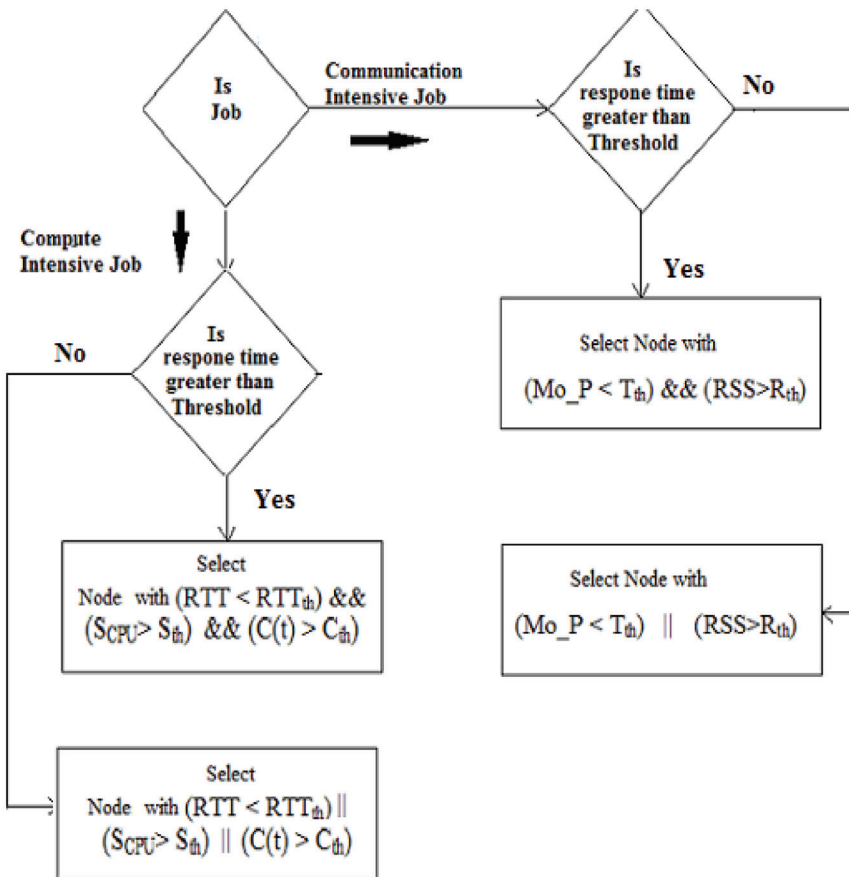 Is
Job
Communication
Intensive Job
Is
respone time
greater than
Threshold
No
Compute
Intensive Job
Yes
Select Node with
(Mo_P < Tth) && (RSS>Rth)
Is
respone time
greater than
Threshold
No
Yes
Select
Node with (RTT < RTTth) &&
(SCPU> Sth) && (C(t) > Cth)
Select Node with
(Mo_P < Tth) || (RSS>Rth)
Select
Node with (RTT < RTTth) ||
(SCPU> Sth) || (C(t) > Cth)